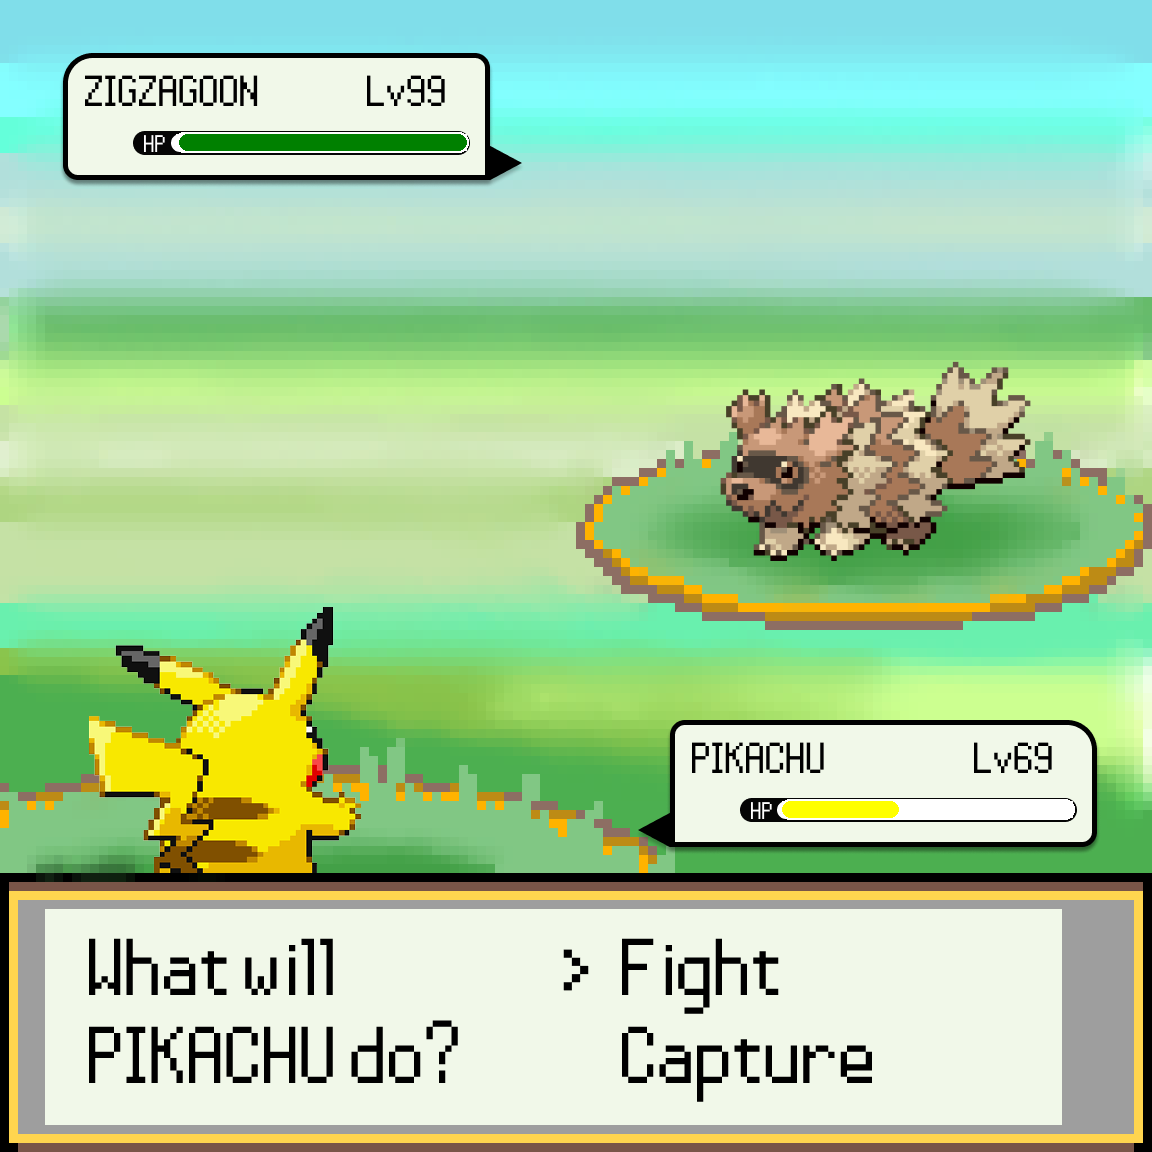 ZIGZAGOON Lv99
HP
PIKACHU Lv69
HP
What will > Fight
PIKACHU do? Capture